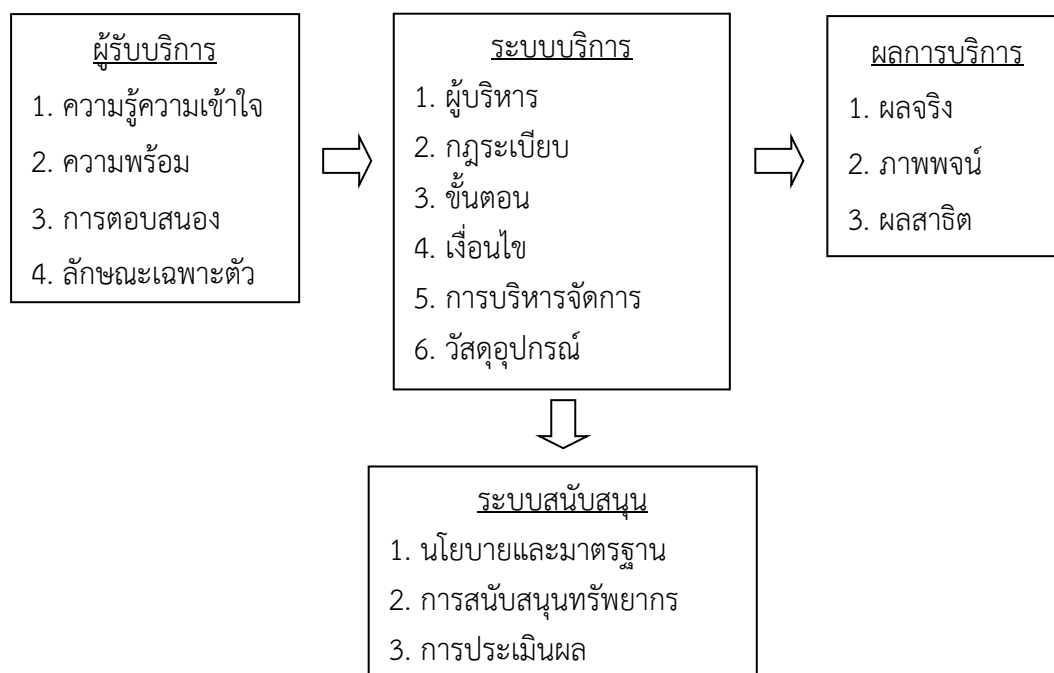 ผู้รับบริการ
1. ความรู้ความเข้าใจ
2. ความพร้อม
3. การตอบสนอง
4. ลักษณะเฉพาะตัว
ระบบบริการ
1. ผู้บริหาร
2. กฎระเบียบ
3. ขั้นตอน
4. เงื่อนไข
5. การบริหารจัดการ
6. วัสดุอุปกรณ์
ผลการบริการ
1. ผลจริง
2. ภาพพจน์
3. ผลสาธิต
ระบบสนับสนุน
1. นโยบายและมาตรฐาน
2. การสนับสนุนทรัพยากร
3. การประเมินผล